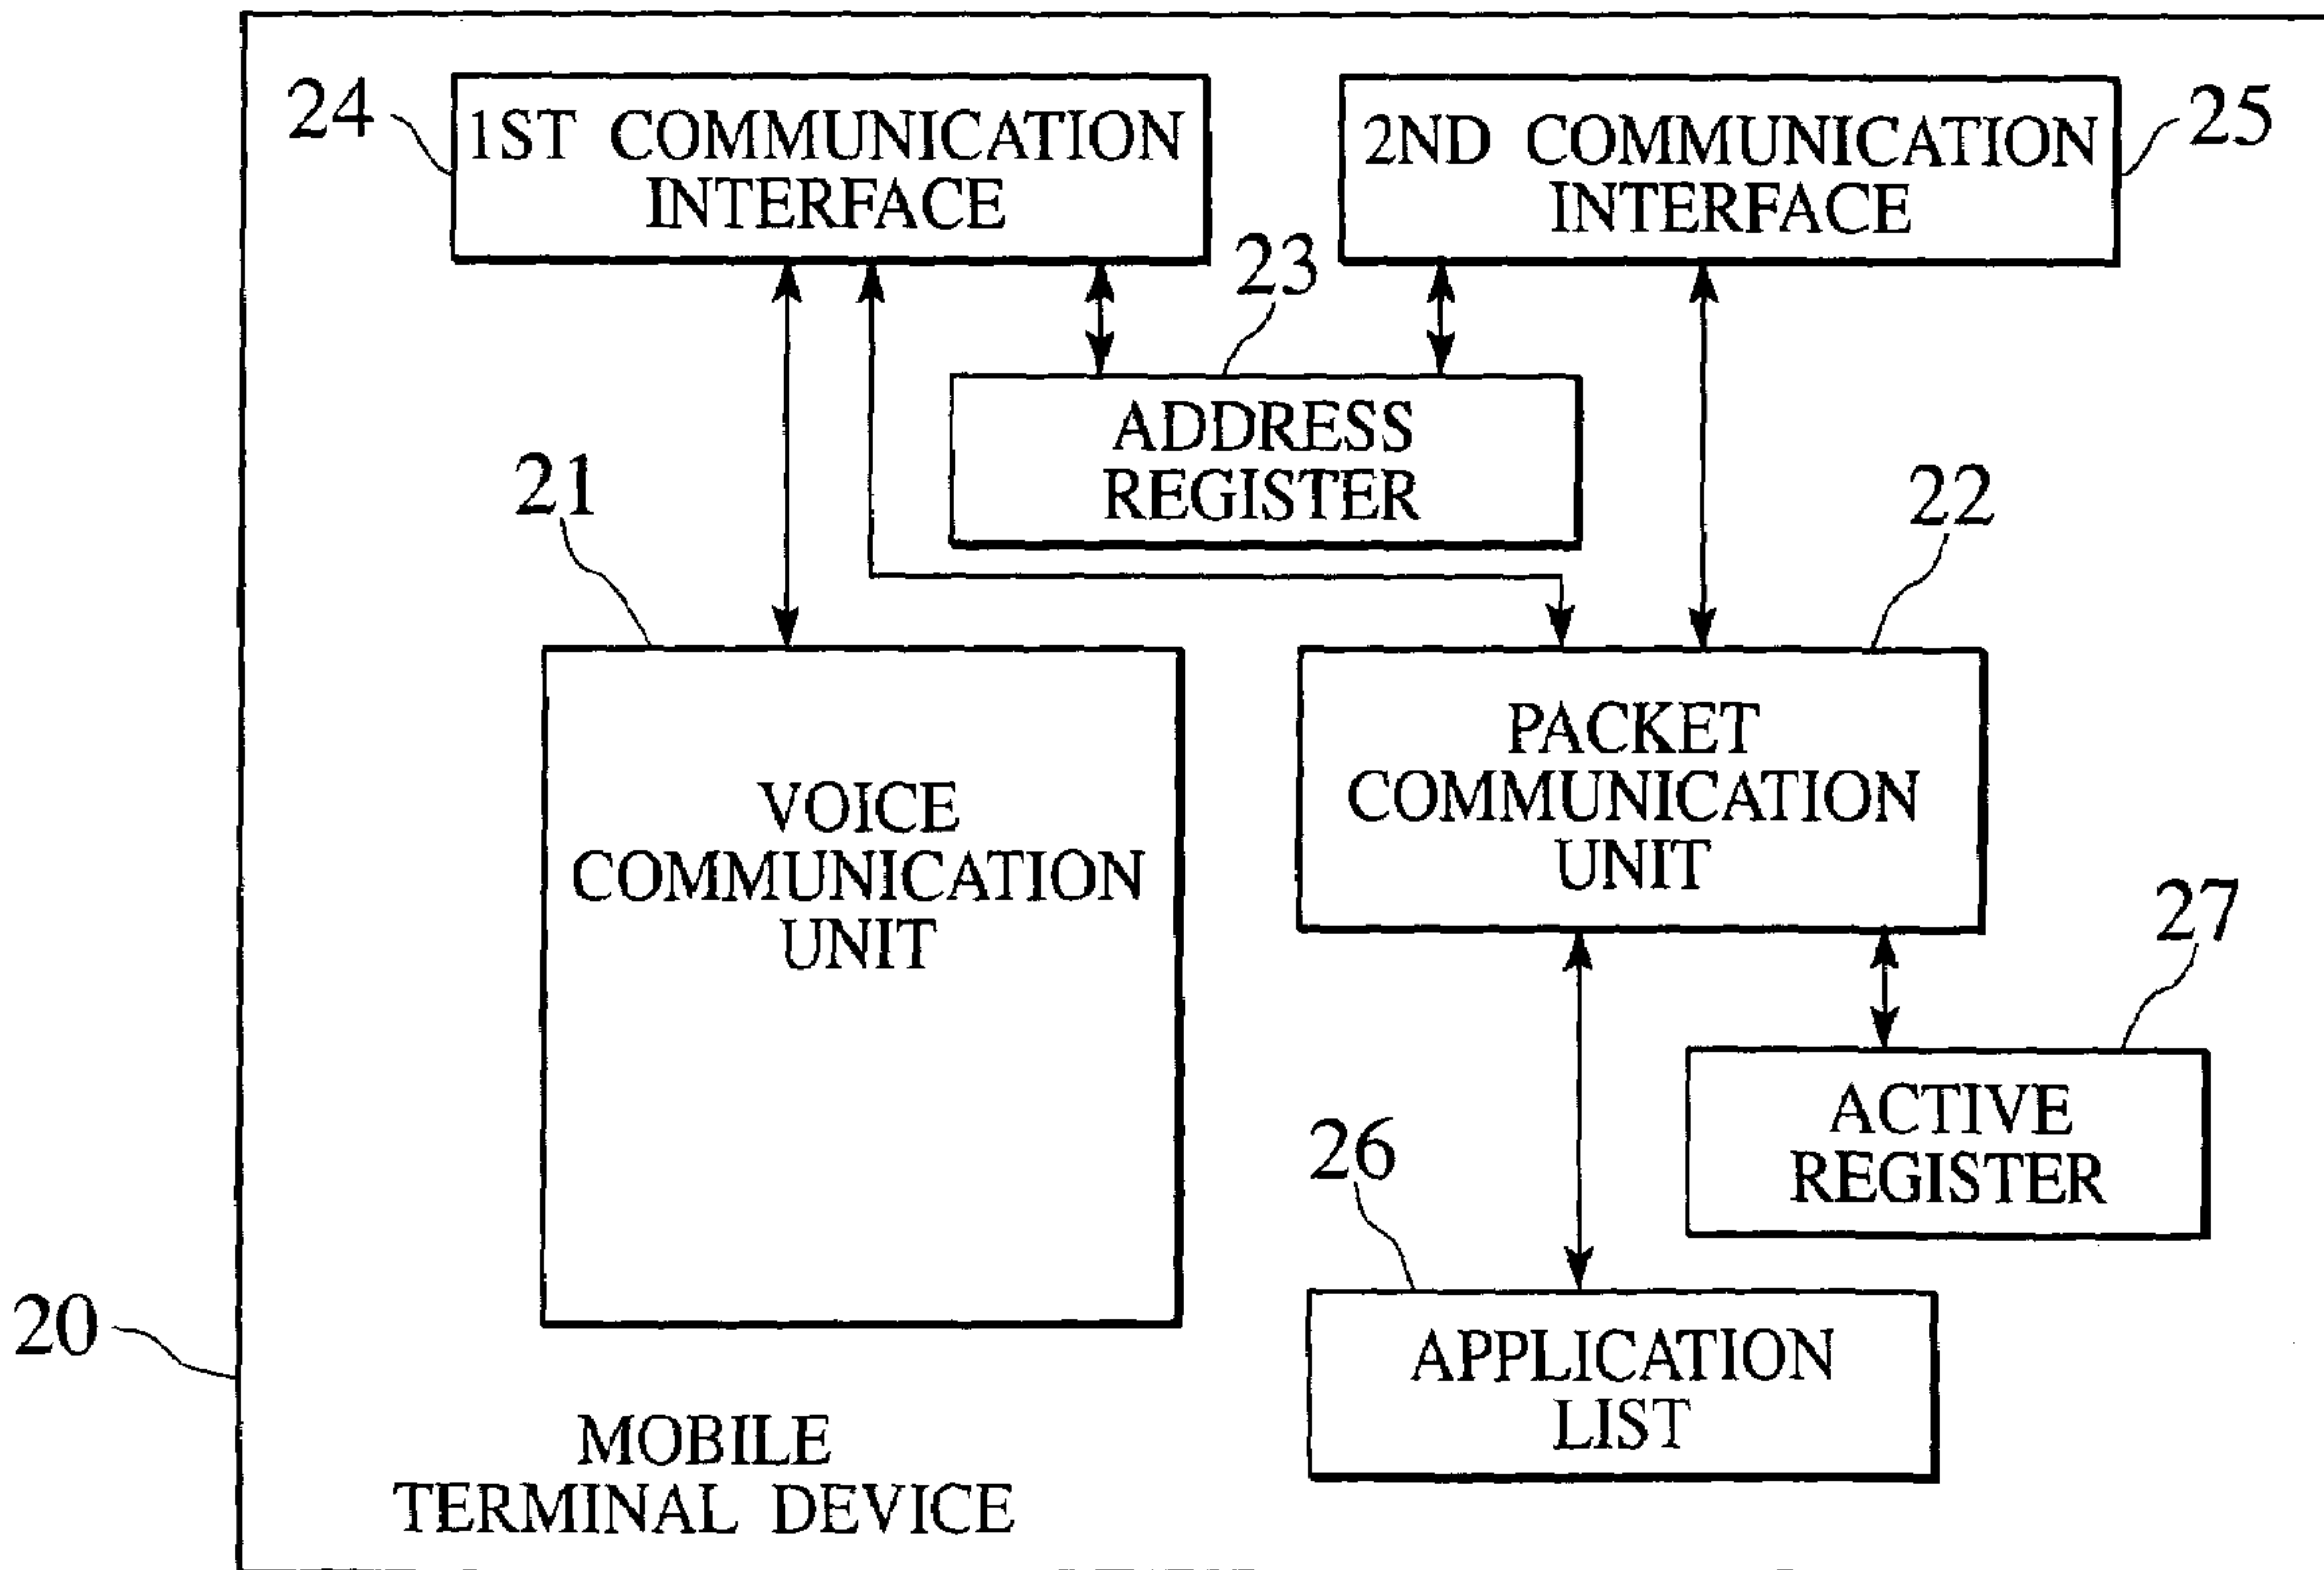 24
1ST COMMUNICATION
INTERFACE
2ND COMMUNICATION
INTERFACE
25
23
ADDRESS
REGISTER
21
22
VOICE
COMMUNICATION
UNIT
PACKET
COMMUNICATION
UNIT
27
ACTIVE
REGISTER
26
APPLICATION
LIST
20
MOBILE
TERMINAL DEVICE